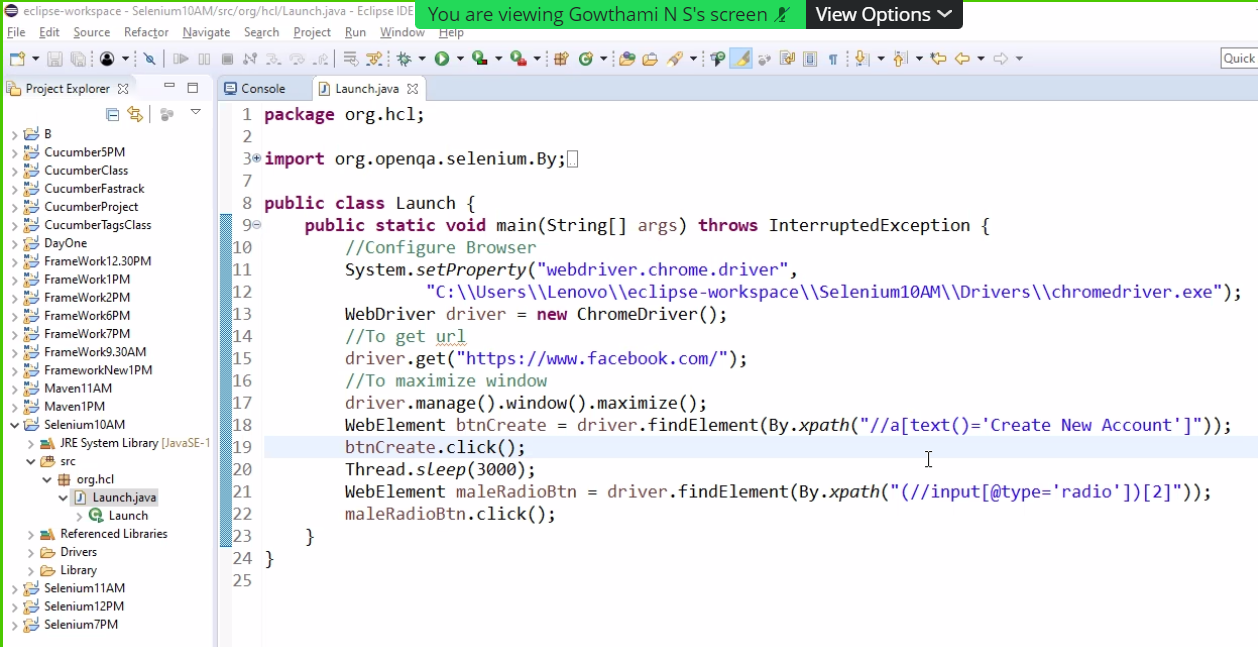 eclipse-workspace - Selenium10AM/src/org/hcl/Launch.java - Eclipse IDE
You are viewing Gowthami N S's screen
View Options
File Edit Source Refactor Navigate Search Project Run Window Help
Quick
Project Explorer
Console
Launch.java
B
Cucumber5PM
CucumberClass
CucumberFastrack
CucumberProject
CucumberTagsClass
DayOne
FrameWork12.30PM
FrameWork1PM
FrameWork2PM
FrameWork6PM
FrameWork7PM
FrameWork9.30AM
FrameworkNew1PM
Maven11AM
Maven1PM
Selenium10AM
JRE System Library [JavaSE-1
src
org.hcl
Launch.java
Launch
Referenced Libraries
Drivers
Library
Selenium11AM
Selenium12PM
Selenium7PM
1 package org.hcl;
2
3 import org.openqa.selenium.By;
7
8 public class Launch {
9 public static void main(String[] args) throws InterruptedException {
10 //Configure Browser
11 System.setProperty("webdriver.chrome.driver",
12 "C:\\Users\\Lenovo\\eclipse-workspace\\Selenium10AM\\Drivers\\chromedriver.exe");
13 WebDriver driver = new ChromeDriver();
14 //To get url
15 driver.get("https://www.facebook.com/");
16 //To maximize window
17 driver.manage().window().maximize();
18 WebElement btnCreate = driver.findElement(By.xpath("//a[text()='Create New Account']"));
19 btnCreate.click();
20 Thread.sleep(3000);
21 WebElement maleRadioBtn = driver.findElement(By.xpath("(//input[@type='radio'])[2]"));
22 maleRadioBtn.click();
23 }
24 }
25